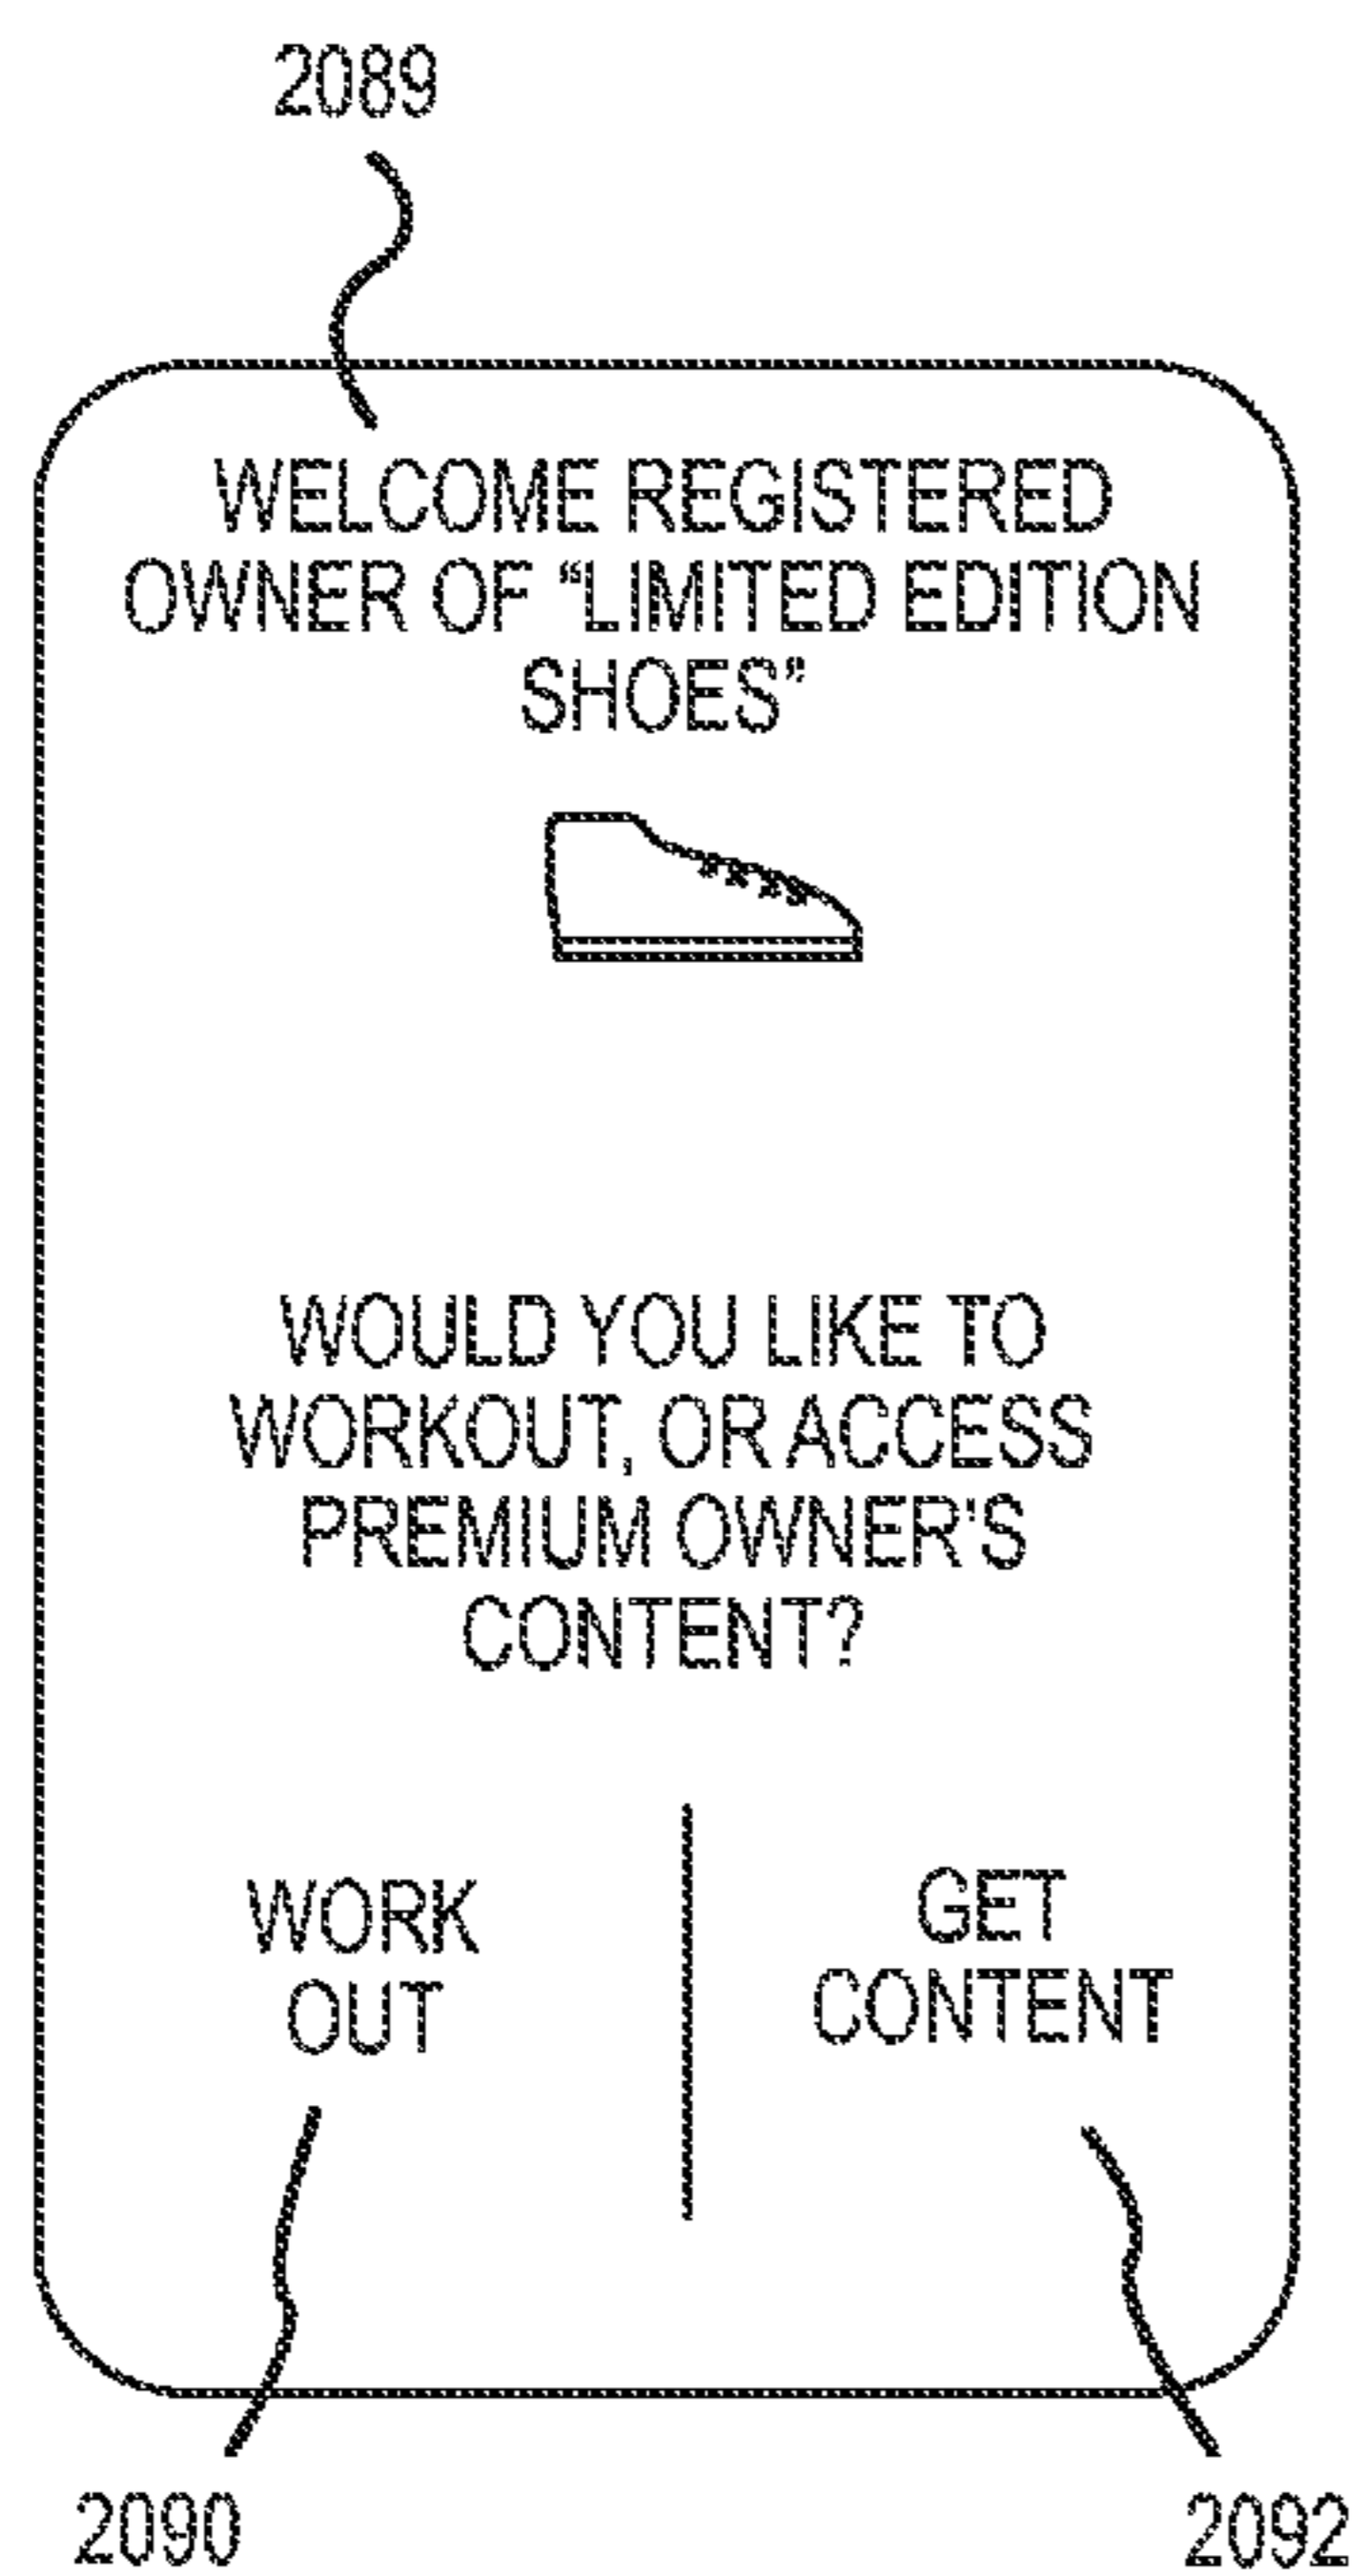 2089
WELCOME REGISTERED
OWNER OF “LIMITED EDITION
SHOES”
WOULD YOU LIKE TO
WORKOUT, OR ACCESS
PREMIUM OWNER'S
CONTENT?
WORK
OUT
GET
CONTENT
2090
2092